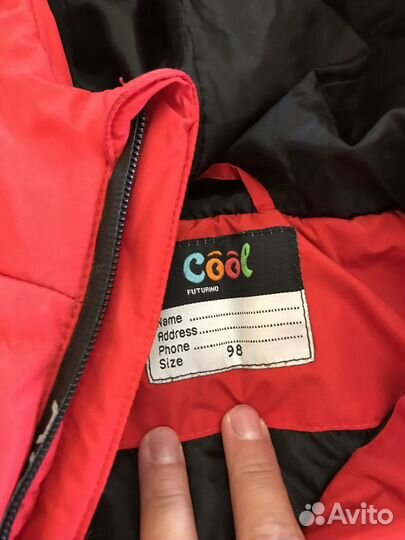 Cool
FUTURINO
Name ....................
Address ....................
Phone ....................
Size 98
Avito